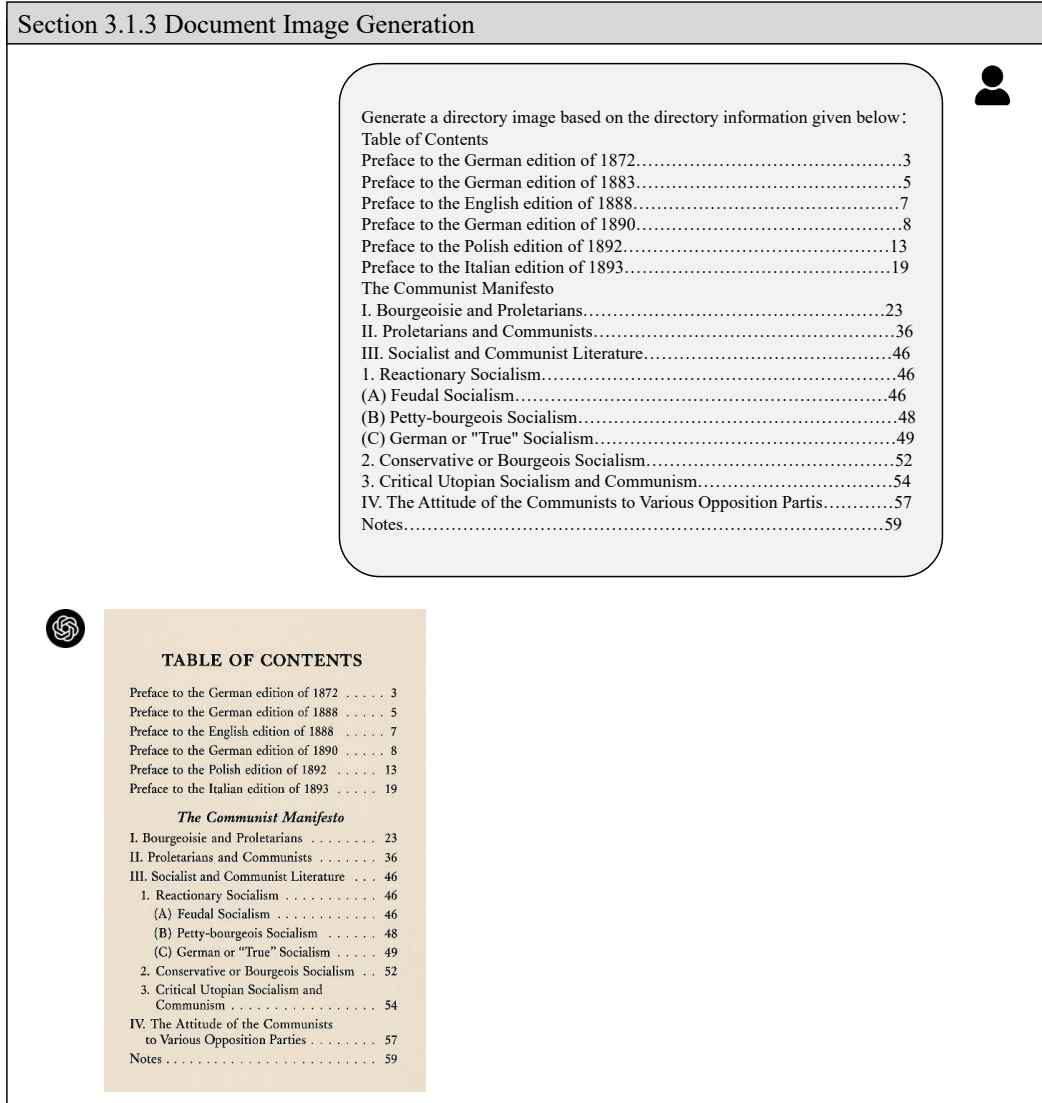 Section 3.1.3 Document Image Generation
Generate a directory image based on the directory information given below：
Table of Contents
Preface to the German edition of 1872……………………………………….3
Preface to the German edition of 1883……………………………………….5
Preface to the English edition of 1888……………………………………….7
Preface to the German edition of 1890……………………………………….8
Preface to the Polish edition of 1892……………………………………….13
Preface to the Italian edition of 1893……………………………………….19
The Communist Manifesto
I. Bourgeoisie and Proletarians…………………………………………….23
II. Proletarians and Communists…………………………………………….36
III. Socialist and Communist Literature…………………………………….46
1. Reactionary Socialism…………………………………………………….46
(A) Feudal Socialism……………………………………………………….46
(B) Petty-bourgeois Socialism……………………………………………….48
(C) German or "True" Socialism…………………………………………….49
2. Conservative or Bourgeois Socialism…………………………………….52
3. Critical Utopian Socialism and Communism…………………………….54
IV. The Attitude of the Communists to Various Opposition Partis…………57
Notes……………………………………………………………………….59
TABLE OF CONTENTS
Preface to the German edition of 1872 . . . . . 3
Preface to the German edition of 1888 . . . . . 5
Preface to the English edition of 1888 . . . . . 7
Preface to the German edition of 1890 . . . . . 8
Preface to the Polish edition of 1892 . . . . . 13
Preface to the Italian edition of 1893 . . . . . 19
The Communist Manifesto
I. Bourgeoisie and Proletarians . . . . . . . . 23
II. Proletarians and Communists . . . . . . . 36
III. Socialist and Communist Literature . . . 46
1. Reactionary Socialism . . . . . . . . . . . 46
(A) Feudal Socialism . . . . . . . . . . . . 46
(B) Petty-bourgeois Socialism . . . . . . 48
(C) German or “True” Socialism . . . . . 49
2. Conservative or Bourgeois Socialism . . 52
3. Critical Utopian Socialism and
Communism . . . . . . . . . . . . . . . . . 54
IV. The Attitude of the Communists
to Various Opposition Parties . . . . . . . . 57
Notes . . . . . . . . . . . . . . . . . . . . . . . . 59